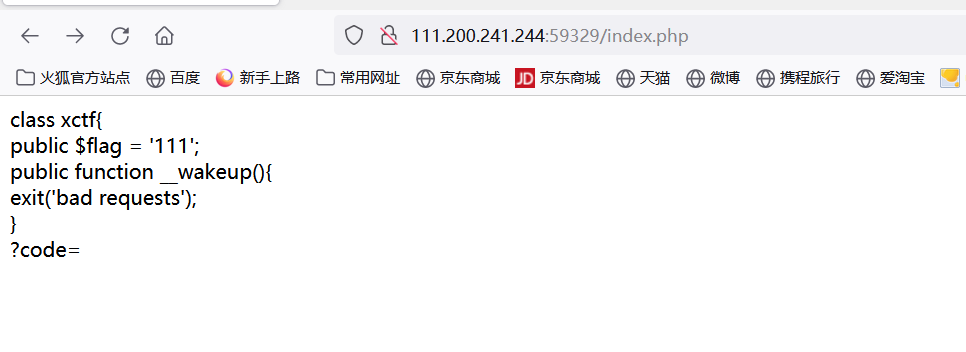 111.200.241.244:59329/index.php
火狐官方站点 百度 新手上路 常用网址 京东商城 JD 京东商城 天猫 微博 携程旅行 爱淘宝
class xctf{
public $flag = '111';
public function __wakeup(){
exit('bad requests');
}
?code=